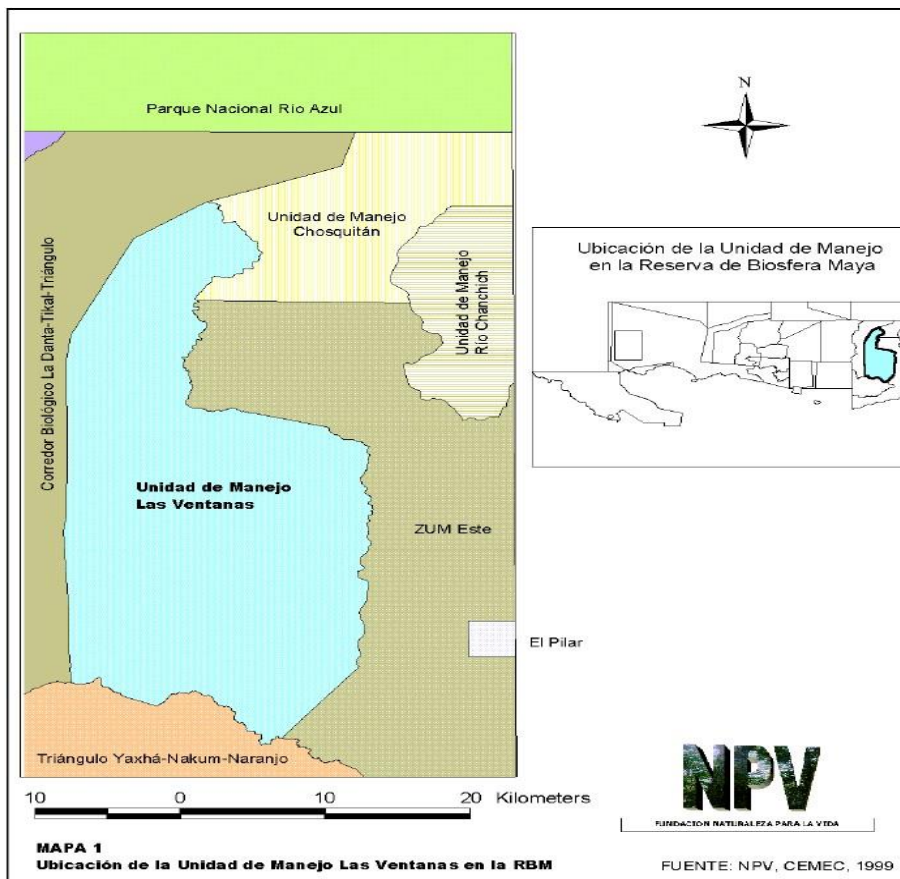 Parque Nacional Río Azul
Unidad de Manejo
Chosquitán
Unidad de Manejo
Río Chanchich
Corredor Biológico La Danta-Tikal-Triángulo
Unidad de Manejo
Las Ventanas
ZUM Este
El Pilar
Triángulo Yaxhá-Nakum-Naranjo
N
Ubicación de la Unidad de Manejo
en la Reserva de Biosfera Maya
10 0 10 20 Kilometers
NPV
FUNDACION NATURALEZA PARA LA VIDA
MAPA 1
Ubicación de la Unidad de Manejo Las Ventanas en la RBM
FUENTE: NPV, CEMEC, 1999